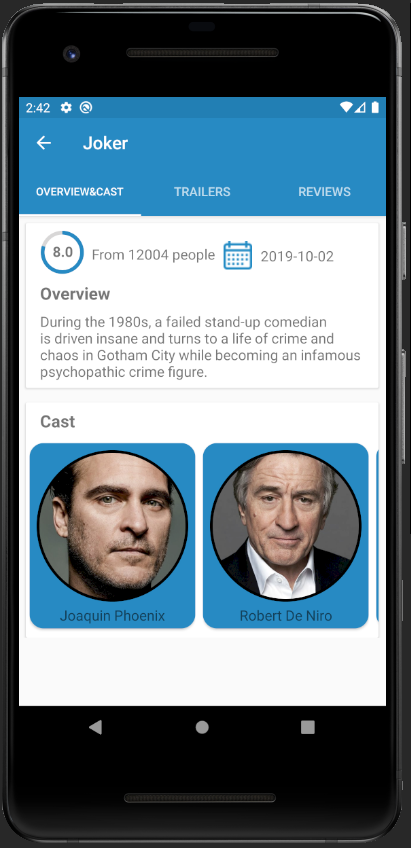 2:42
Joker
OVERVIEW&CAST TRAILERS REVIEWS
8.0 From 12004 people 2019-10-02
Overview
During the 1980s, a failed stand-up comedian
is driven insane and turns to a life of crime and
chaos in Gotham City while becoming an infamous
psychopathic crime figure.
Cast
Joaquin Phoenix Robert De Niro